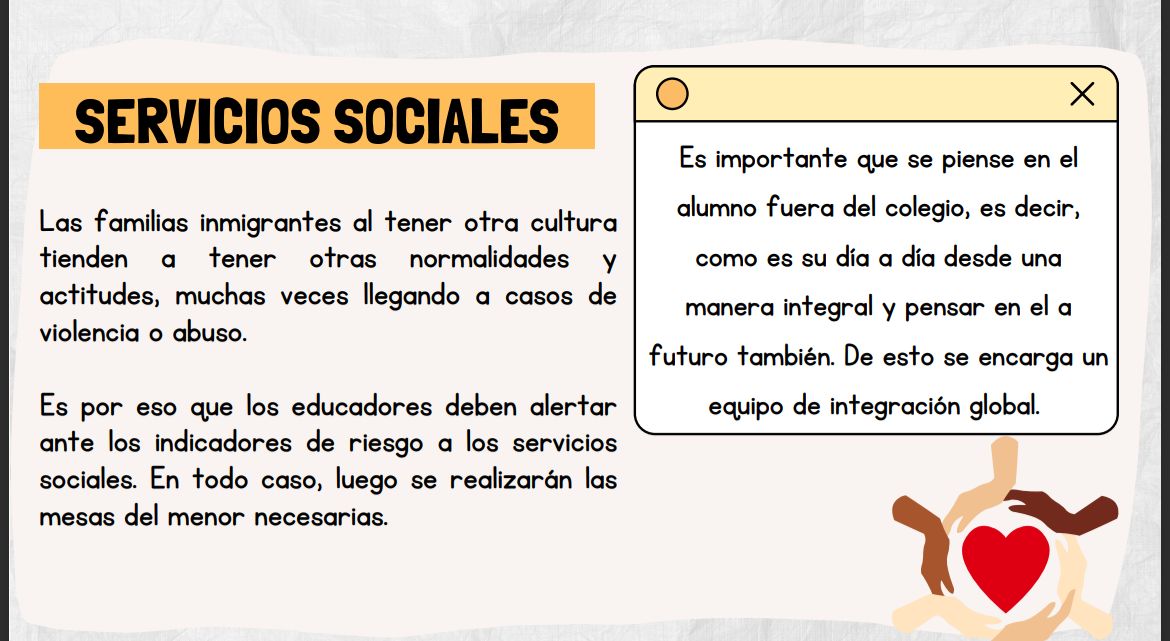 SERVICIOS SOCIALES
Las familias inmigrantes al tener otra cultura
tienden a tener otras normalidades y
actitudes, muchas veces llegando a casos de
violencia o abuso.
Es por eso que los educadores deben alertar
ante los indicadores de riesgo a los servicios
sociales. En todo caso, luego se realizarán las
mesas del menor necesarias.
Es importante que se piense en el
alumno fuera del colegio, es decir,
como es su día a día desde una
manera integral y pensar en el a
futuro también. De esto se encarga un
equipo de integración global.